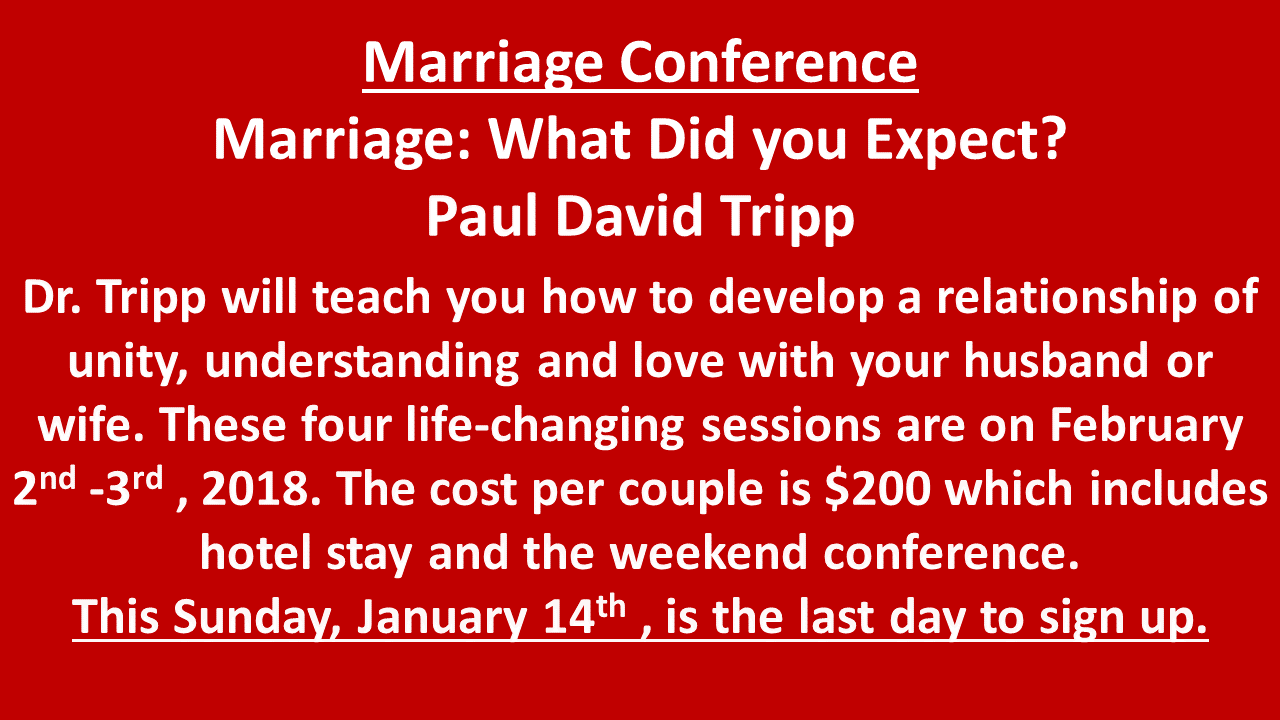 Marriage Conference
Marriage: What Did you Expect?
Paul David Tripp
Dr. Tripp will teach you how to develop a relationship of
unity, understanding and love with your husband or
wife. These four life-changing sessions are on February
2nd -3rd , 2018. The cost per couple is $200 which includes
hotel stay and the weekend conference.
This Sunday, January 14th , is the last day to sign up.